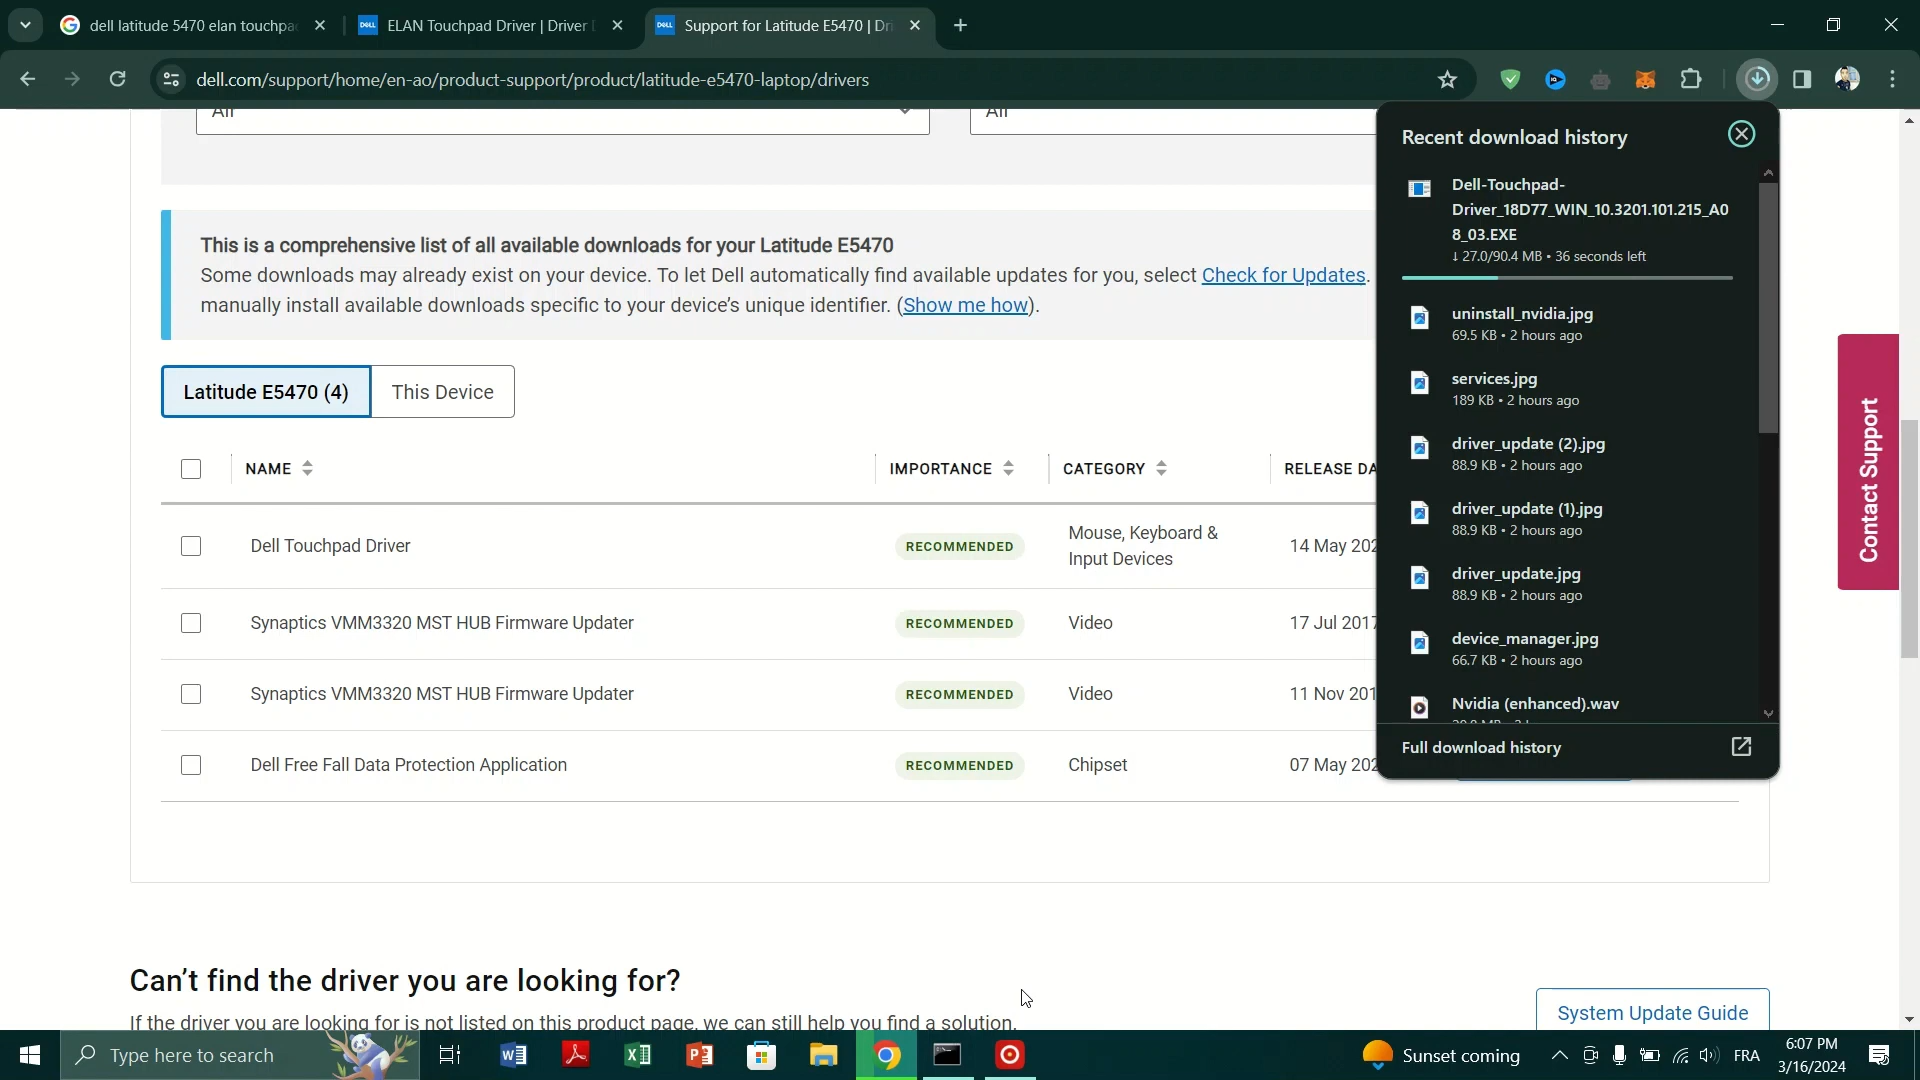 dell latitude 5470 elan touchpa
ELAN Touchpad Driver | Driver
Support for Latitude E5470 | Dri
dell.com/support/home/en-ao/product-support/product/latitude-e5470-laptop/drivers
All
All
This is a comprehensive list of all available downloads for your Latitude E5470
Some downloads may already exist on your device. To let Dell automatically find available updates for you, select Check for Updates.
manually install available downloads specific to your device's unique identifier. (Show me how).
Latitude E5470 (4)
This Device
NAME
IMPORTANCE
CATEGORY
RELEASE DA
Dell Touchpad Driver
RECOMMENDED
Mouse, Keyboard &
Input Devices
14 May 202
Synaptics VMM3320 MST HUB Firmware Updater
RECOMMENDED
Video
17 Jul 2017
Synaptics VMM3320 MST HUB Firmware Updater
RECOMMENDED
Video
11 Nov 201
Dell Free Fall Data Protection Application
RECOMMENDED
Chipset
07 May 202
Can't find the driver you are looking for?
If the driver you are looking for is not listed on this product page, we can still help you find a solution.
System Update Guide
Contact Support
Recent download history
Dell-Touchpad-
Driver_18D77_WIN_10.3201.101.215_A0
8_03.EXE
↓ 27.0/90.4 MB • 36 seconds left
uninstall_nvidia.jpg
69.5 KB • 2 hours ago
services.jpg
189 KB • 2 hours ago
driver_update (2).jpg
88.9 KB • 2 hours ago
driver_update (1).jpg
88.9 KB • 2 hours ago
driver_update.jpg
88.9 KB • 2 hours ago
device_manager.jpg
66.7 KB • 2 hours ago
Nvidia (enhanced).wav
Full download history
Type here to search
Sunset coming
FRA
6:07 PM
3/16/2024